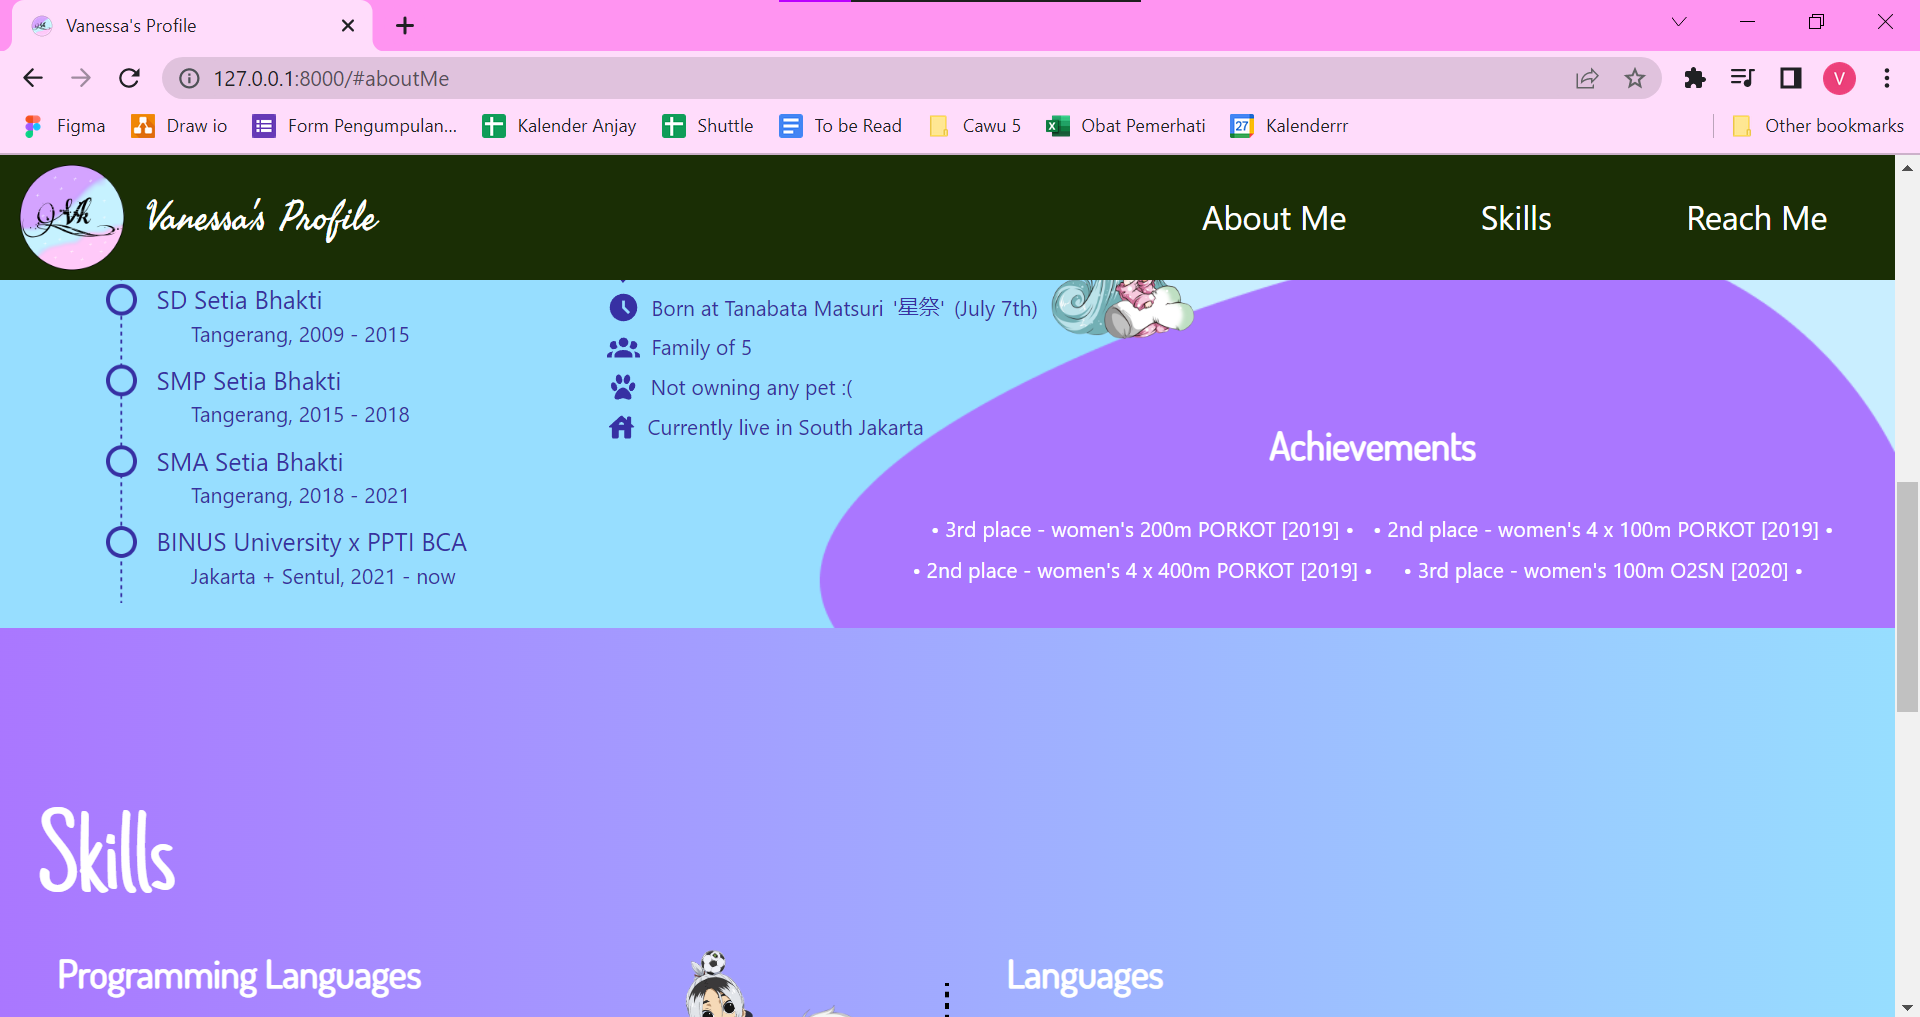 Vanessa's Profile
127.0.0.1:8000/#aboutMe
V
Figma
Draw io
Form Pengumpulan...
Kalender Anjay
Shuttle
To be Read
Cawu 5
Obat Pemerhati
27
Kalenderrr
Other bookmarks
Vk
Vanessa's Profile
About Me
Skills
Reach Me
SD Setia Bhakti
Tangerang, 2009 - 2015
SMP Setia Bhakti
Tangerang, 2015 - 2018
SMA Setia Bhakti
Tangerang, 2018 - 2021
BINUS University x PPTI BCA
Jakarta + Sentul, 2021 - now
Born at Tanabata Matsuri '星祭' (July 7th)
Family of 5
Not owning any pet :(
Currently live in South Jakarta
Achievements
• 3rd place - women's 200m PORKOT [2019] • • 2nd place - women's 4 x 100m PORKOT [2019] •
• 2nd place - women's 4 x 400m PORKOT [2019] • • 3rd place - women's 100m O2SN [2020] •
Skills
Programming Languages
Languages